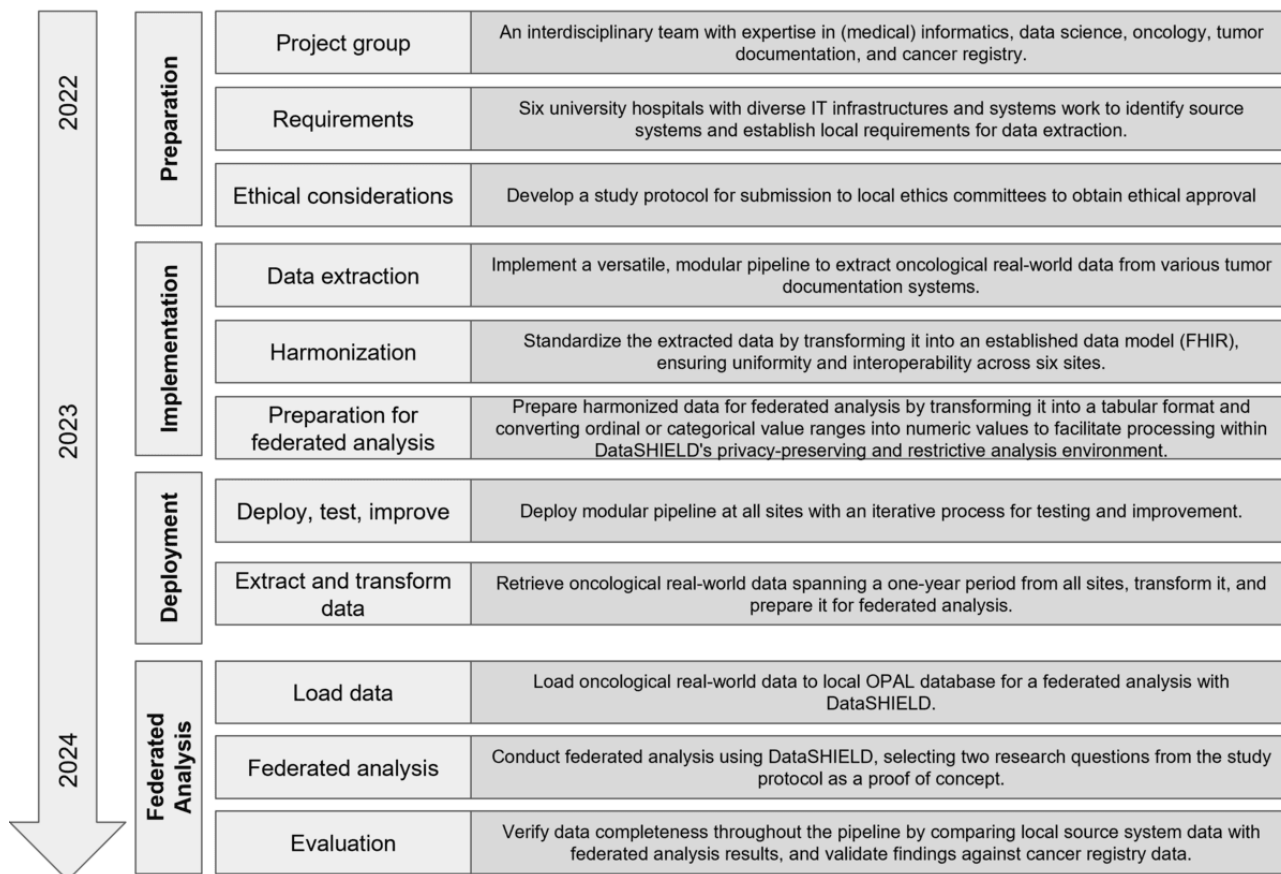 2022
Preparation
Project group
An interdisciplinary team with expertise in (medical) informatics, data science, oncology, tumor
documentation, and cancer registry.
Requirements
Six university hospitals with diverse IT infrastructures and systems work to identify source
systems and establish local requirements for data extraction.
Ethical considerations
Develop a study protocol for submission to local ethics committees to obtain ethical approval
2023
Implementation
Data extraction
Implement a versatile, modular pipeline to extract oncological real-world data from various tumor
documentation systems.
Harmonization
Standardize the extracted data by transforming it into an established data model (FHIR),
ensuring uniformity and interoperability across six sites.
Preparation for
federated analysis
Prepare harmonized data for federated analysis by transforming it into a tabular format and
converting ordinal or categorical value ranges into numeric values to facilitate processing within
DataSHIELD's privacy-preserving and restrictive analysis environment.
Deployment
Deploy, test, improve
Deploy modular pipeline at all sites with an iterative process for testing and improvement.
Extract and transform
data
Retrieve oncological real-world data spanning a one-year period from all sites, transform it, and
prepare it for federated analysis.
2024
Federated
Analysis
Load data
Load oncological real-world data to local OPAL database for a federated analysis with
DataSHIELD.
Federated analysis
Conduct federated analysis using DataSHIELD, selecting two research questions from the study
protocol as a proof of concept.
Evaluation
Verify data completeness throughout the pipeline by comparing local source system data with
federated analysis results, and validate findings against cancer registry data.